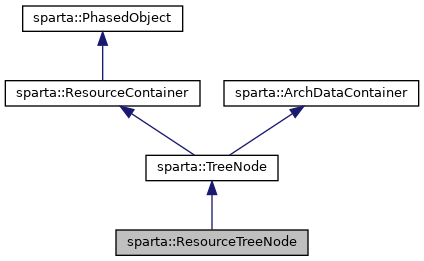 sparta::PhasedObject
sparta::ResourceContainer
sparta::ArchDataContainer
sparta::TreeNode
sparta::ResourceTreeNode